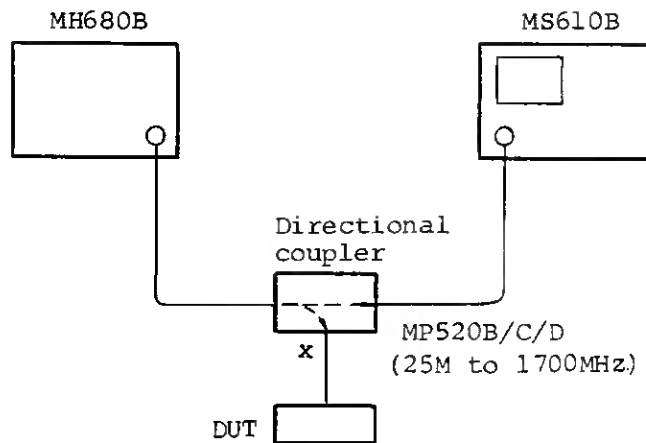 MH680B
MS610B
Directional
coupler
MP520B/C/D
(25M to 1700MHz)
x
DUT